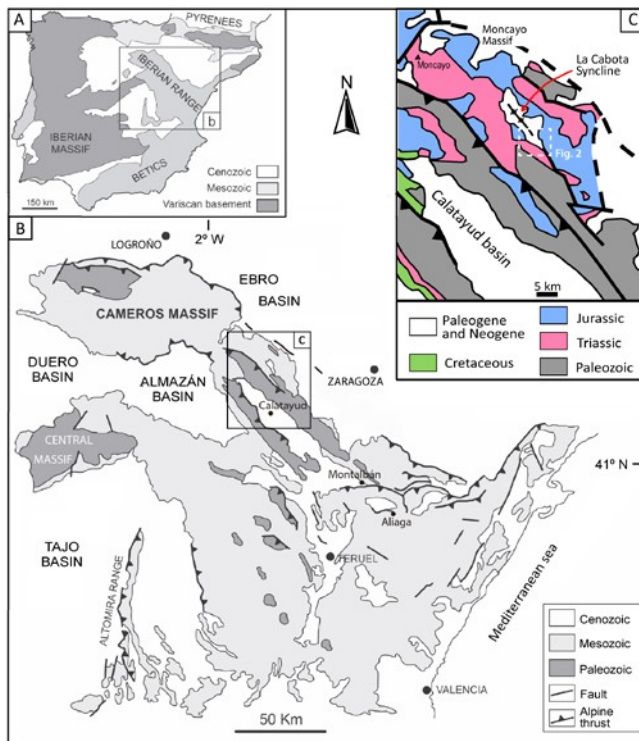 A
PYRENEES
IBERIAN RANGE
b
IBERIAN
MASSIF
BETICS
Cenozoic
Mesozoic
Variscan basement
150 km
N
C
Moncayo
Massif
Moncayo
La Cabota
Syncline
Fig. 2
Calatayud basin
5 km
Paleogene
and Neogene
Cretaceous
Jurassic
Triassic
Paleozoic
B
LOGROÑO
2º W
EBRO
BASIN
CAMEROS MASSIF
c
DUERO
BASIN
ALMAZÁN
BASIN
ZARAGOZA
Calatayud
CENTRAL
MASSIF
41º N
Montalbán
Aliaga
TAJO
BASIN
TERUEL
ALTOMIRA RANGE
Mediterranean sea
VALENCIA
50 Km
Cenozoic
Mesozoic
Paleozoic
Fault
Alpine
thrust